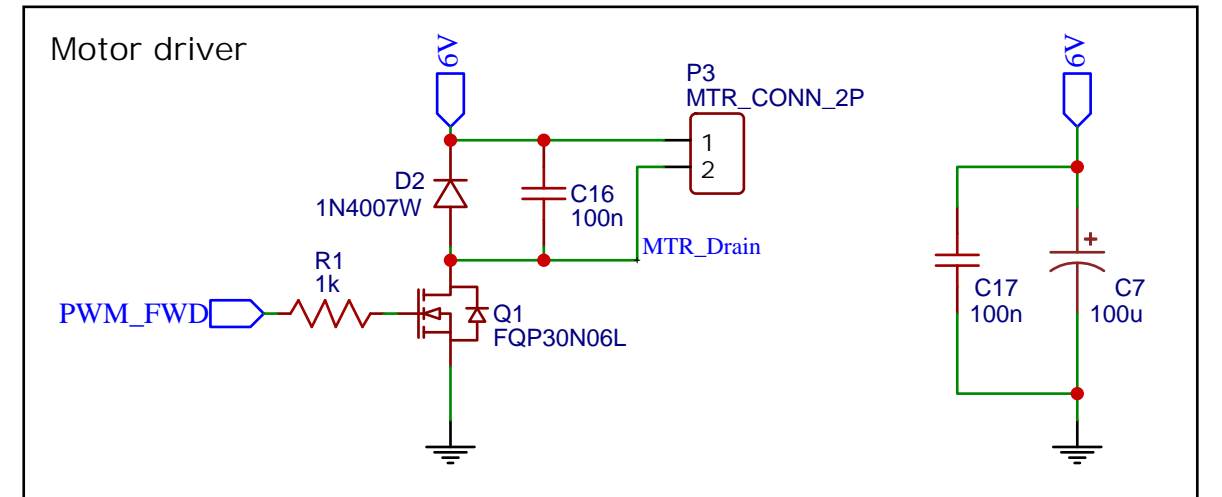 Motor driver
6V
P3
MTR_CONN_2P
1
2
D2
1N4007W
C16
100n
MTR_Drain
R1
1k
PWM_FWD
Q1
FQP30N06L
6V
+
C17
100n
C7
100u